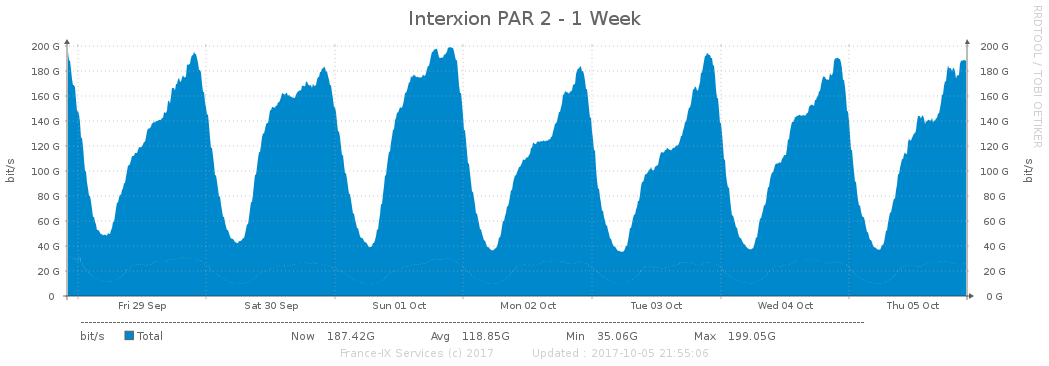 Interxion PAR 2 - 1 Week
RRDTOOL / TOBI OETIKER
bit/s
200 G
180 G
160 G
140 G
120 G
100 G
80 G
60 G
40 G
20 G
0
200 G
180 G
160 G
140 G
120 G
100 G
80 G
60 G
40 G
20 G
0 G
bit/s
Fri 29 Sep Sat 30 Sep Sun 01 Oct Mon 02 Oct Tue 03 Oct Wed 04 Oct Thu 05 Oct
bit/s Total Now 187.42G Avg 118.85G Min 35.06G Max 199.05G
France-IX Services (c) 2017 Updated : 2017-10-05 21:55:06